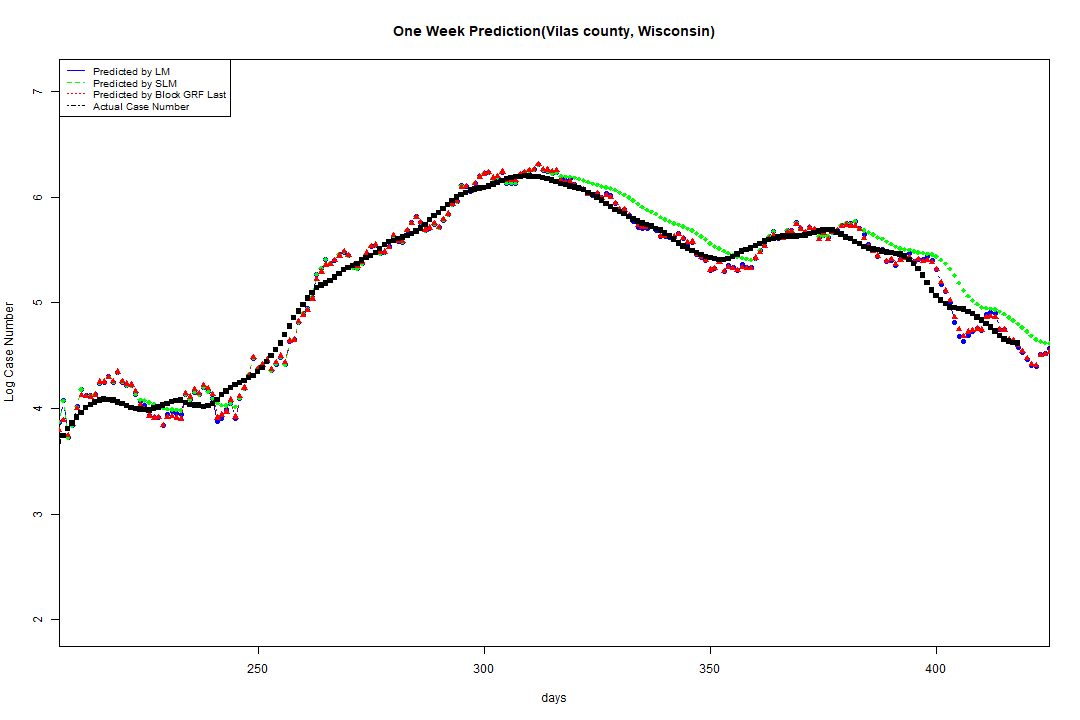 One Week Prediction(Vilas county, Wisconsin)
Predicted by LM
Predicted by SLM
Predicted by Block GRF Last
Actual Case Number
7
6
5
4
3
2
Log Case Number
250 300 350 400
days